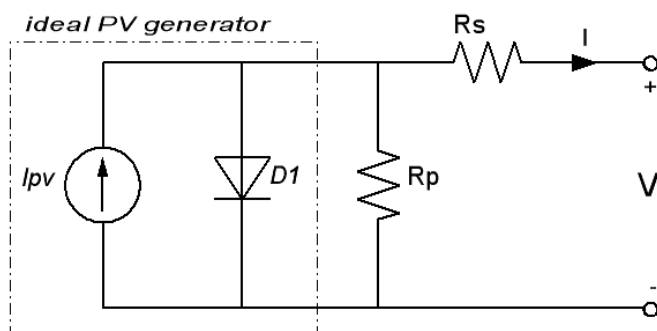 ideal PV generator
Rs
I
+
Ipv
D1
Rp
V
-